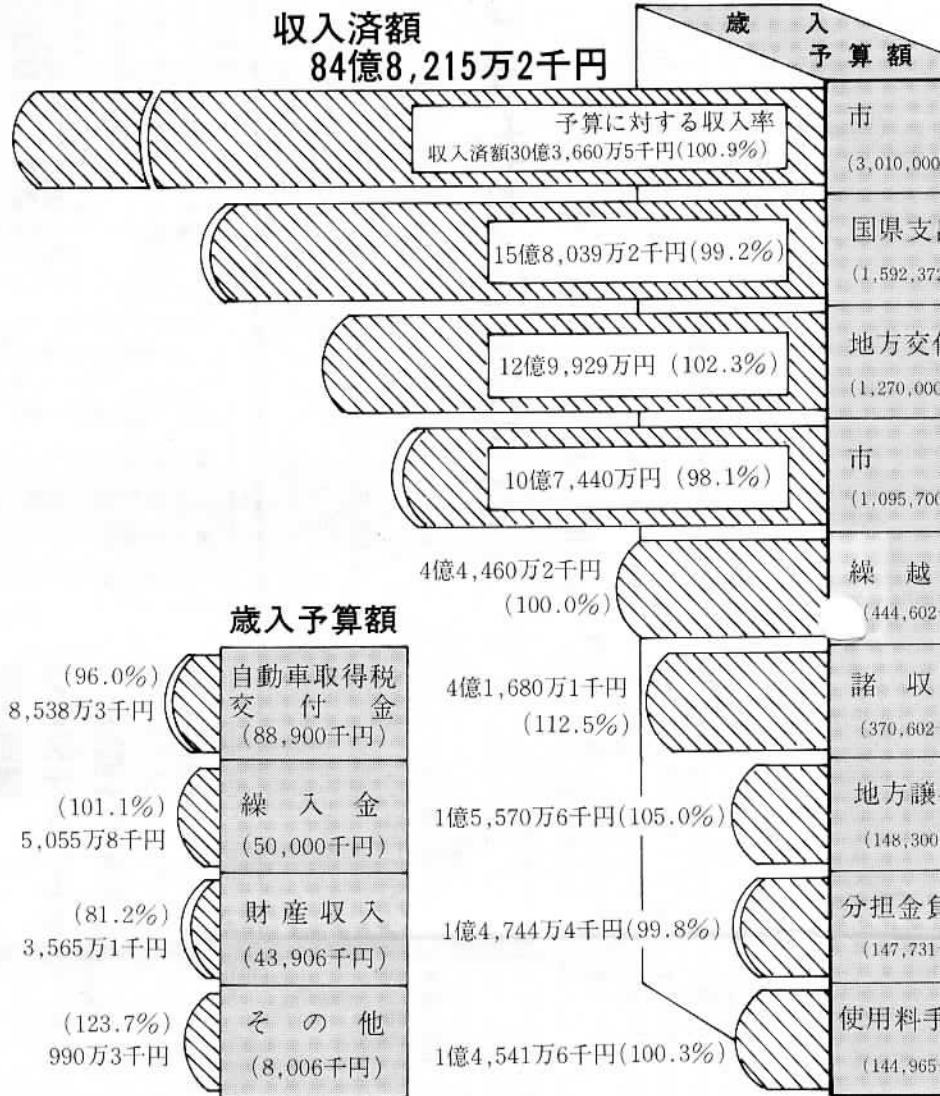 収入済額
84億8,215万2千円
歳入
予算額
予算に対する収入率
収入済額30億3,660万5千円(100.9%)
市
(3,010,000
15億8,039万2千円(99.2%)
国県支
(1,592,372
12億9,929万円 (102.3%)
地方交付
(1,270,000
10億7,440万円 (98.1%)
市
(1,095,700
4億4,460万2千円
(100.0%)
繰越
(444,602
4億1,680万1千円
(112.5%)
諸収
(370,602
1億5,570万6千円(105.0%)
地方譲
(148,300
1億4,744万4千円(99.8%)
分担金負
(147,731
1億4,541万6千円(100.3%)
使用料手
(144,965
歳入予算額
(96.0%)
8,538万3千円
自動車取得税
交付金
(88,900千円)
(101.1%)
5,055万8千円
繰入金
(50,000千円)
(81.2%)
3,565万1千円
財産収入
(43,906千円)
(123.7%)
990万3千円
その他
(8,006千円)